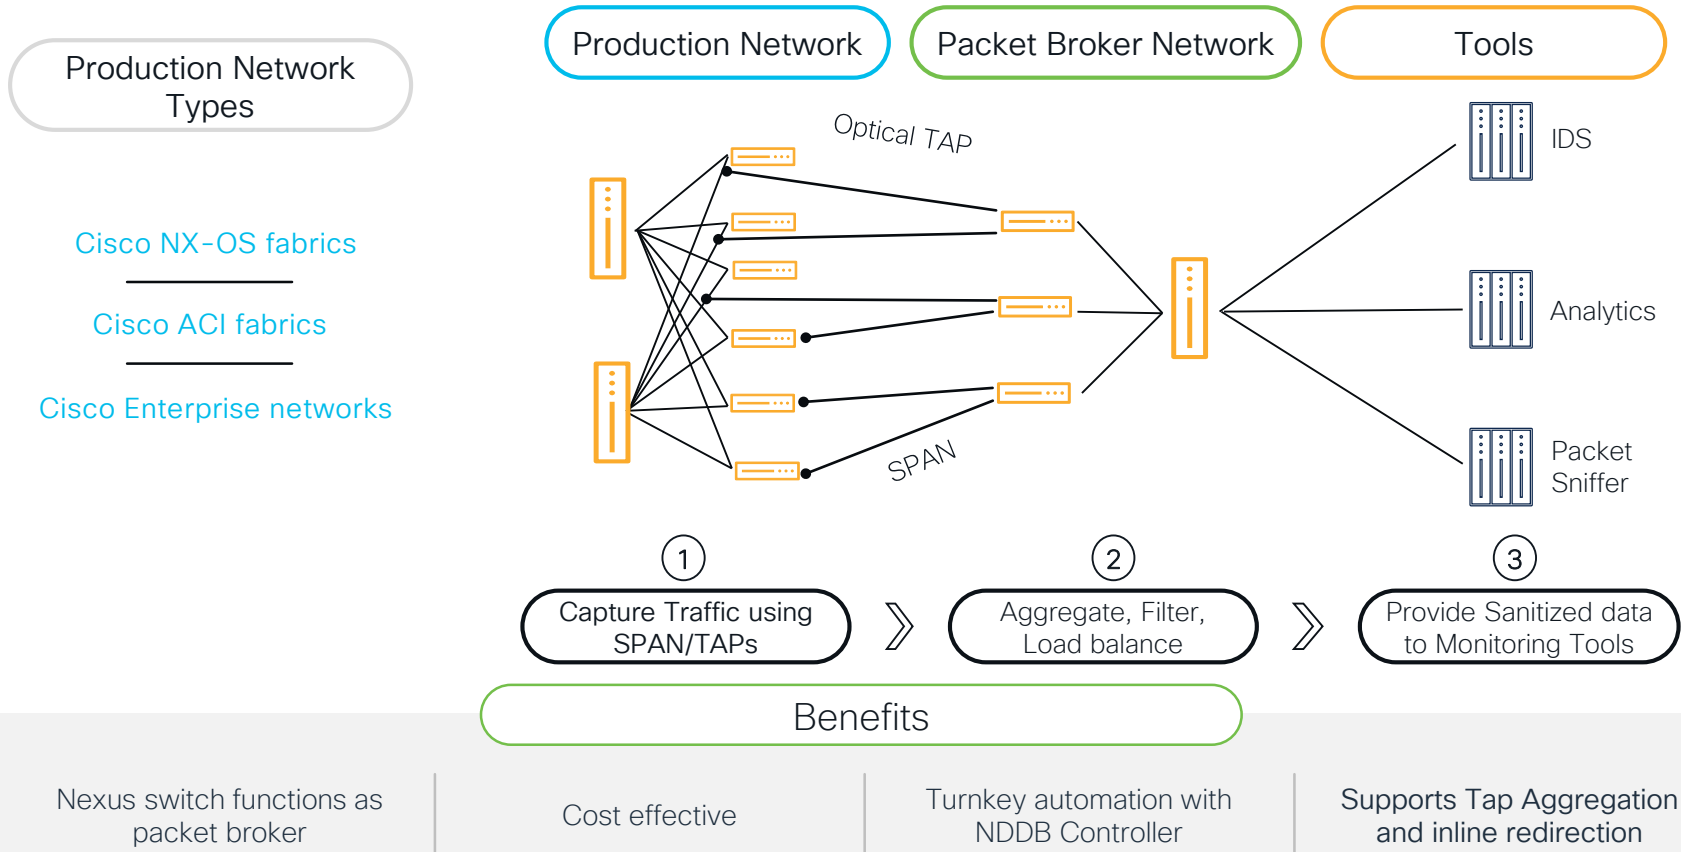 Production Network
Types
Cisco NX-OS fabrics
Cisco ACI fabrics
Cisco Enterprise networks
Production Network
Packet Broker Network
Tools
Optical TAP
SPAN
IDS
Analytics
Packet
Sniffer
1
Capture Traffic using
SPAN/TAPs
2
Aggregate, Filter,
Load balance
3
Provide Sanitized data
to Monitoring Tools
Benefits
Nexus switch functions as
packet broker
Cost effective
Turnkey automation with
NDDB Controller
Supports Tap Aggregation
and inline redirection